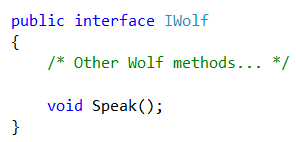 public interface IWolf
{
    /* Other Wolf methods... */
    void Speak();
}